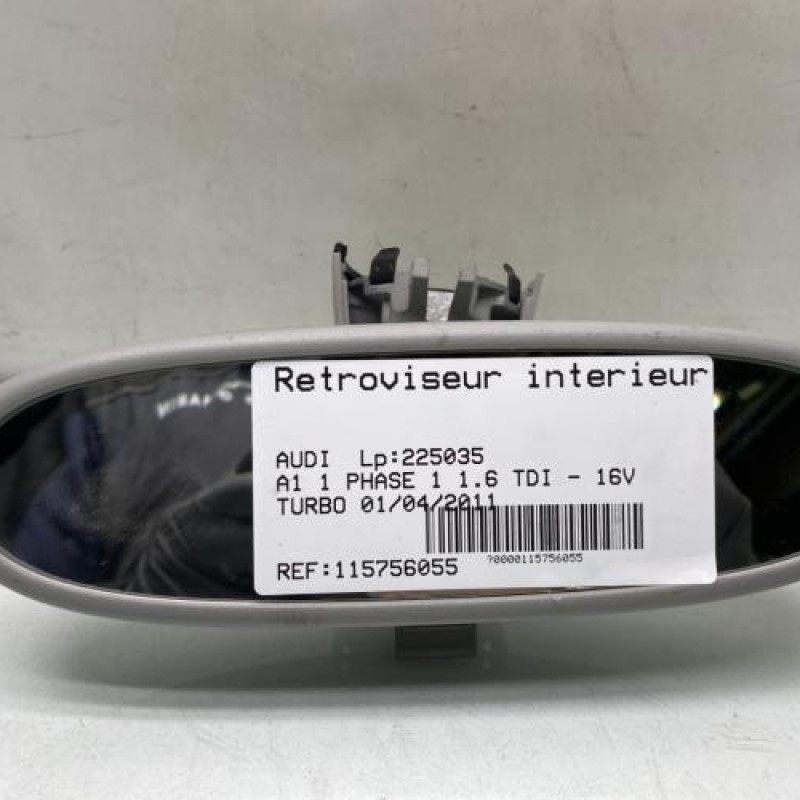 Retroviseur interieur
AUDI Lp:225035
A1 1 PHASE 1 1.6 TDI - 16V
TURBO 01/04/2011
?0000115756055
REF:115756055